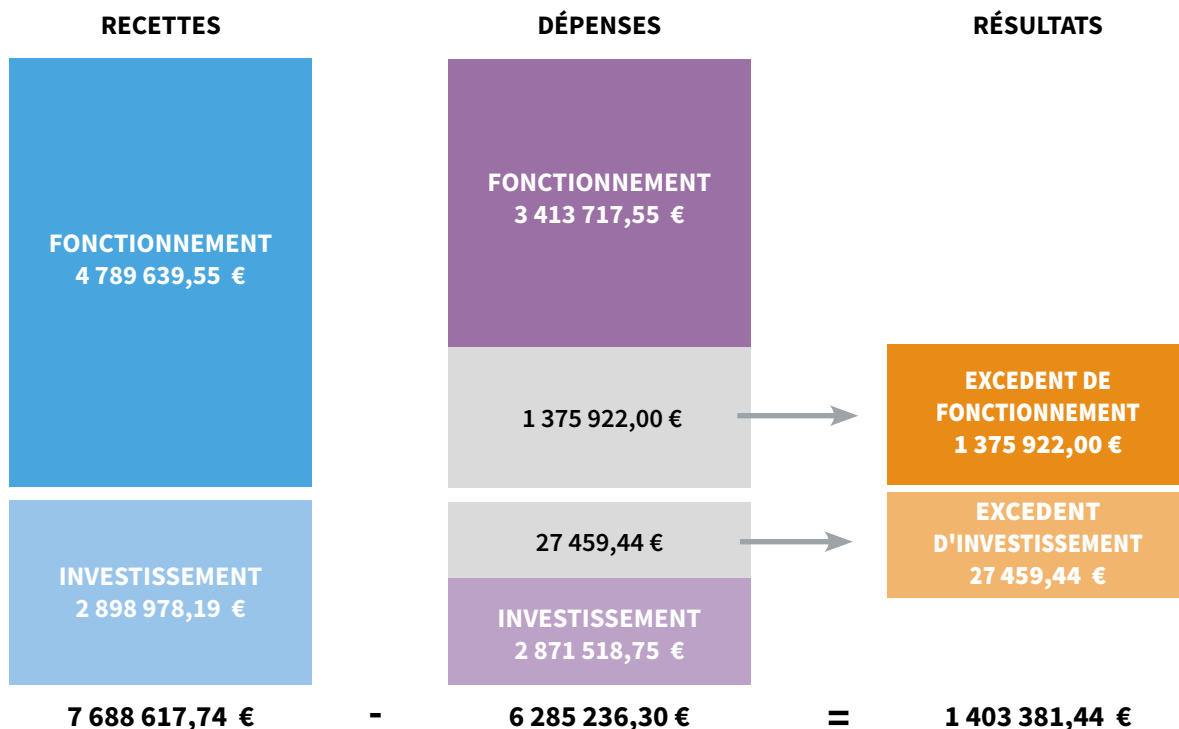 RECETTES
DÉPENSES
RÉSULTATS
FONCTIONNEMENT
4 789 639,55 €
INVESTISSEMENT
2 898 978,19 €
FONCTIONNEMENT
3 413 717,55 €
1 375 922,00 €
27 459,44 €
INVESTISSEMENT
2 871 518,75 €
EXCEDENT DE
FONCTIONNEMENT
1 375 922,00 €
EXCEDENT
D'INVESTISSEMENT
27 459,44 €
7 688 617,74 € - 6 285 236,30 € = 1 403 381,44 €